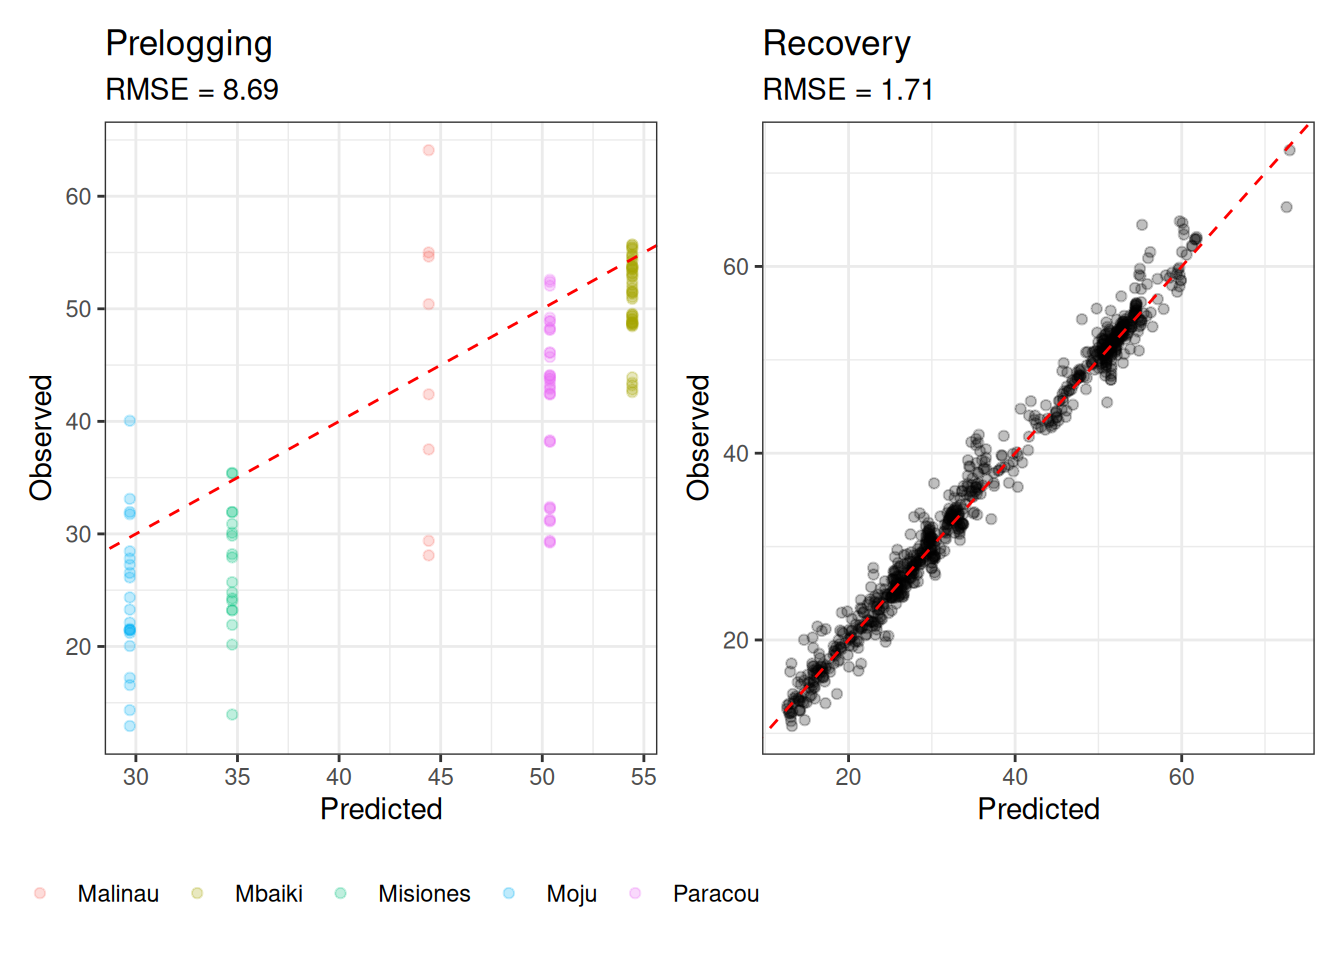 Prelogging
RMSE = 8.69
60
50
40
30
20
Observed
30 35 40 45 50 55
Predicted
Recovery
RMSE = 1.71
60
40
20
Observed
20 40 60
Predicted
Malinau Mbaiki Misiones Moju Paracou